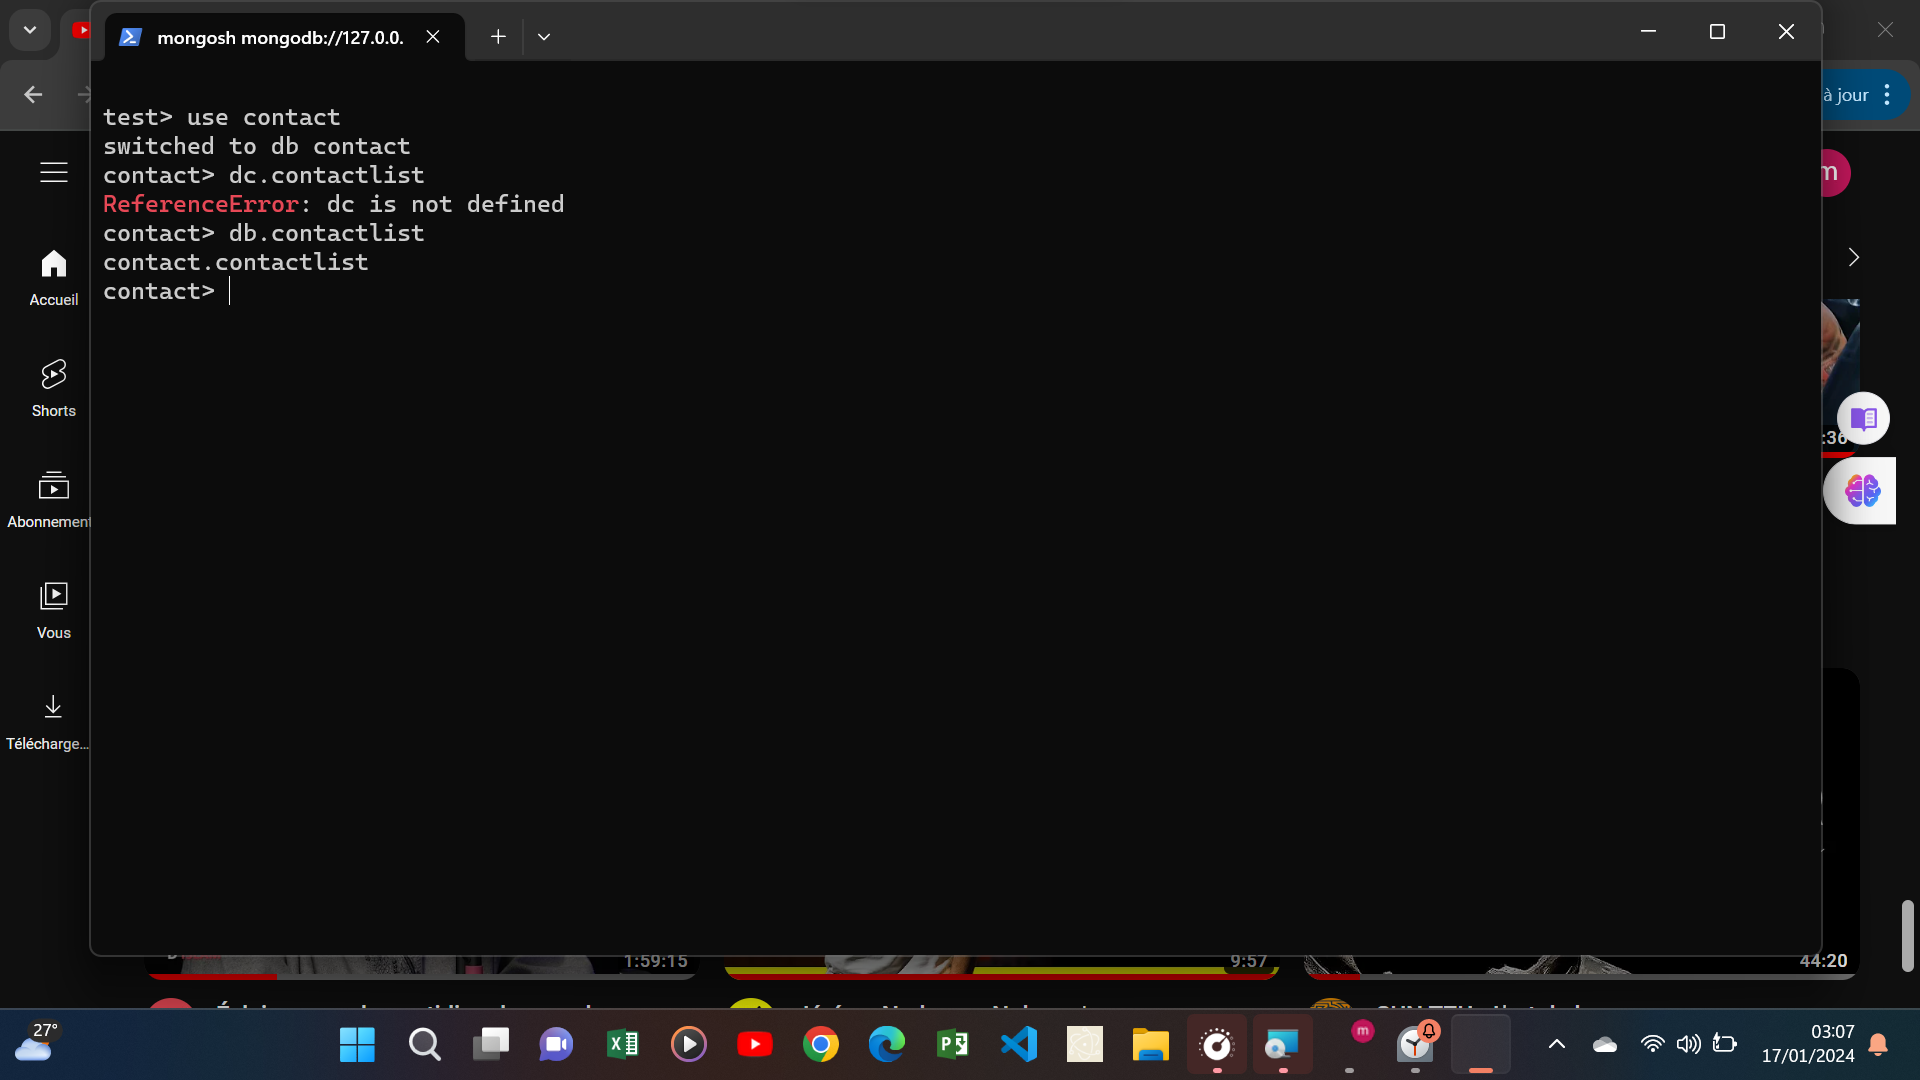 mongosh mongodb://127.0.0.
à jour
test> use contact
switched to db contact
contact> dc.contactlist
ReferenceError: dc is not defined
contact> db.contactlist
contact.contactlist
contact>
m
Accueil
Shorts
:36
Abonnement
Vous
Télécharge...
1:59:15
9:57
44:20
27°
m
03:07
17/01/2024